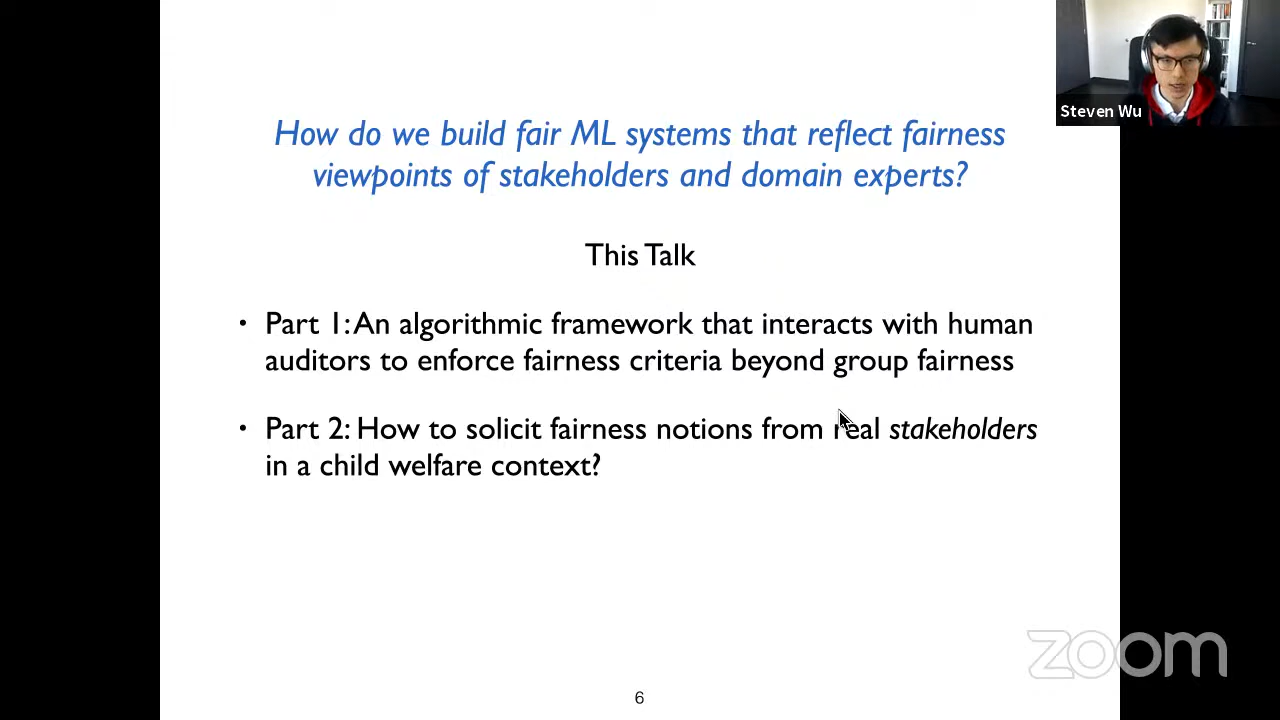 Steven Wu
How do we build fair ML systems that reflect fairness
viewpoints of stakeholders and domain experts?
This Talk
• Part 1: An algorithmic framework that interacts with human
auditors to enforce fairness criteria beyond group fairness
• Part 2: How to solicit fairness notions from real stakeholders
in a child welfare context?
zoom
6